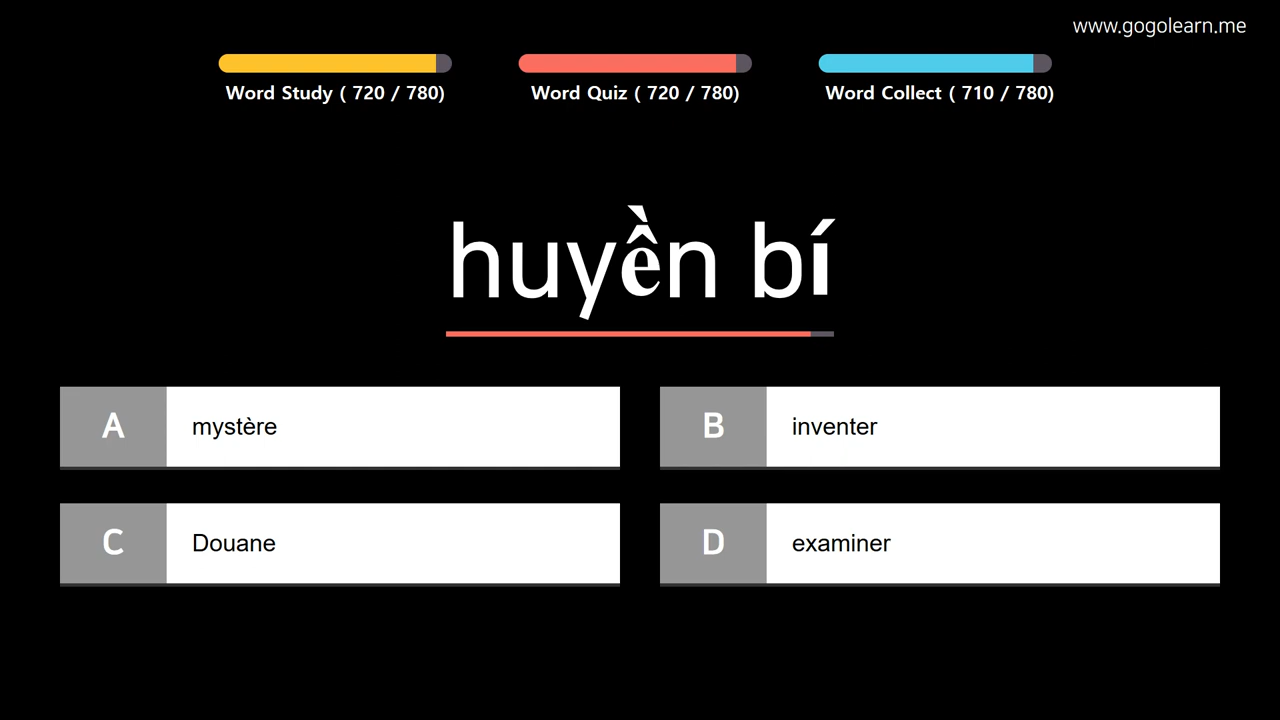 www.gogolearn.me
Word Study ( 720 / 780)
Word Quiz ( 720 / 780)
Word Collect ( 710 / 780)
huyền bí
A mystère
B inventer
C Douane
D examiner